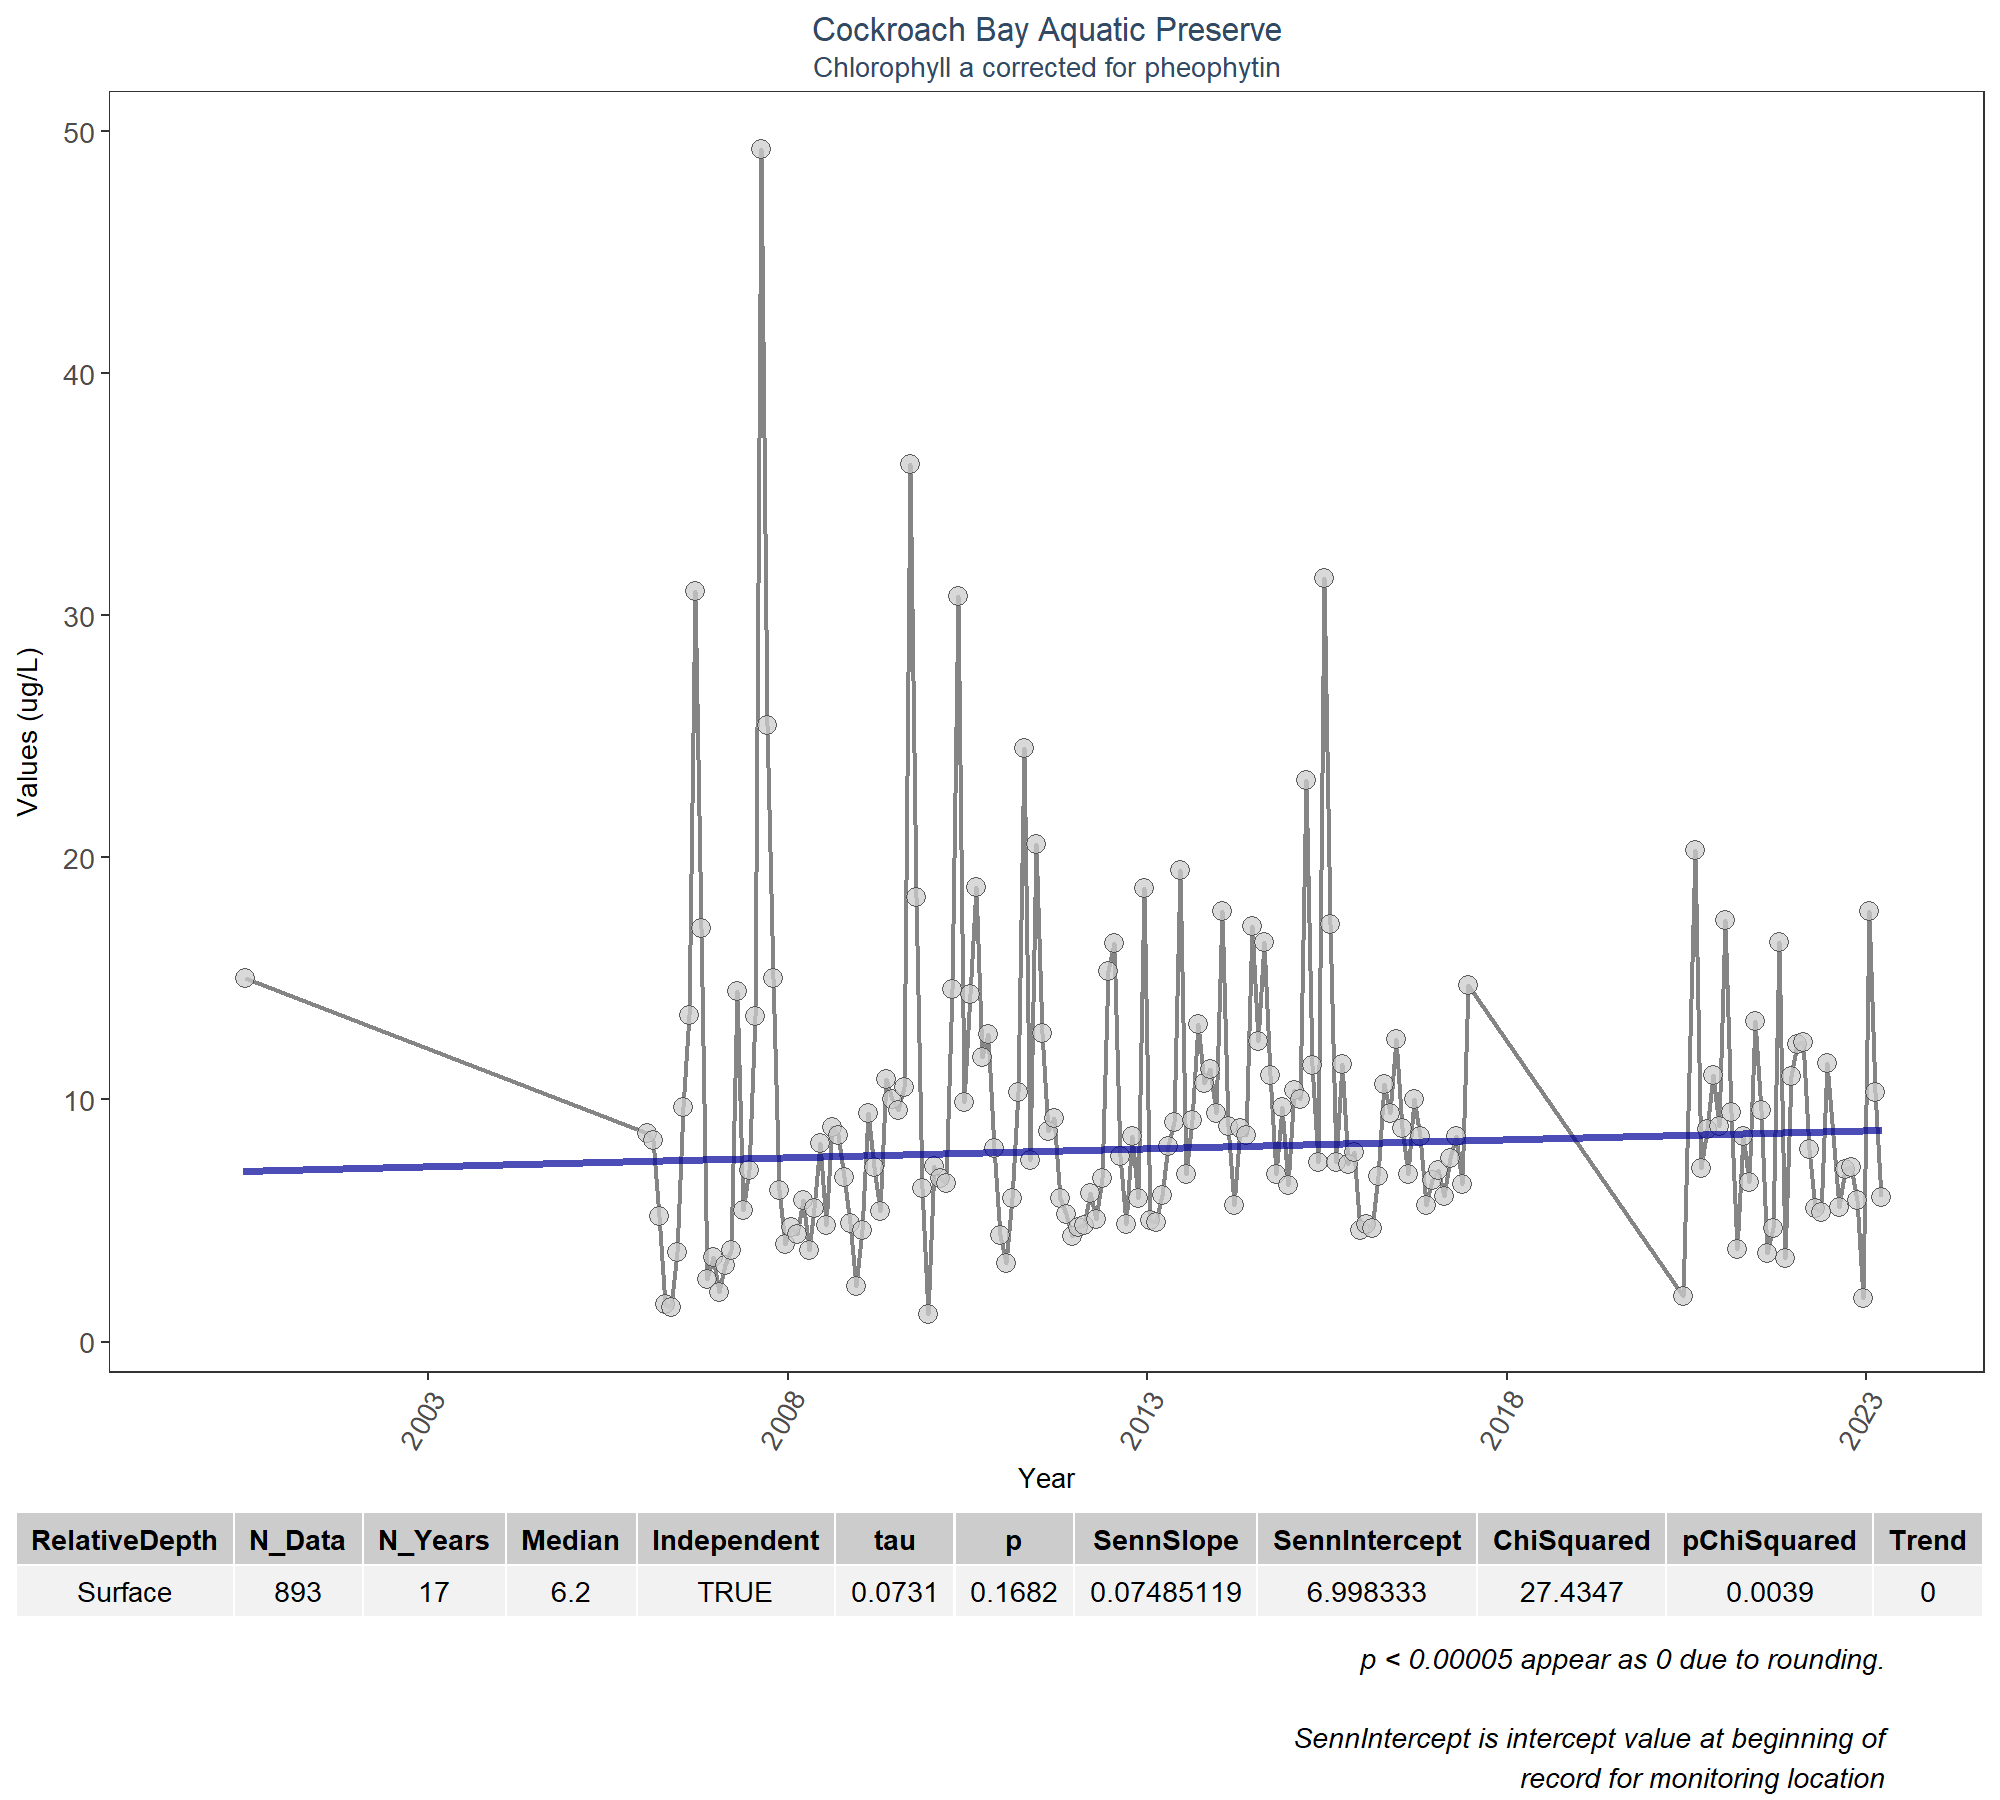 Cockroach Bay Aquatic Preserve
Chlorophyll a corrected for pheophytin
Values (ug/L)
50
40
30
20
10
0
2003 2008 2013 2018 2023
Year
RelativeDepth N_Data N_Years Median Independent tau p SennSlope SennIntercept ChiSquared pChiSquared Trend
Surface 893 17 6.2 TRUE 0.0731 0.1682 0.07485119 6.998333 27.4347 0.0039 0
p < 0.00005 appear as 0 due to rounding.
SennIntercept is intercept value at beginning of
record for monitoring location